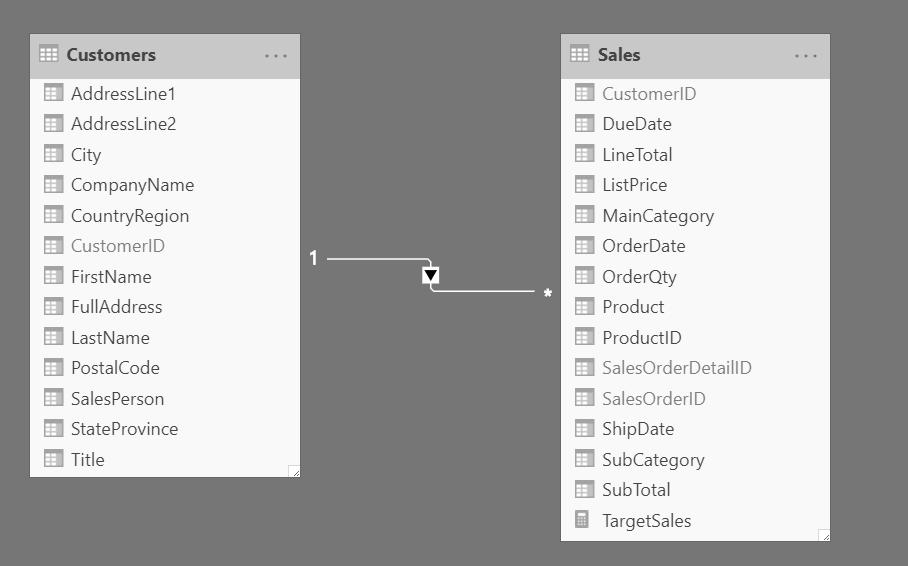 Customers
AddressLine1
AddressLine2
City
CompanyName
CountryRegion
CustomerID
FirstName
FullAddress
LastName
PostalCode
SalesPerson
StateProvince
Title
1
*
Sales
CustomerID
DueDate
LineTotal
ListPrice
MainCategory
OrderDate
OrderQty
Product
ProductID
SalesOrderDetailID
SalesOrderID
ShipDate
SubCategory
SubTotal
TargetSales